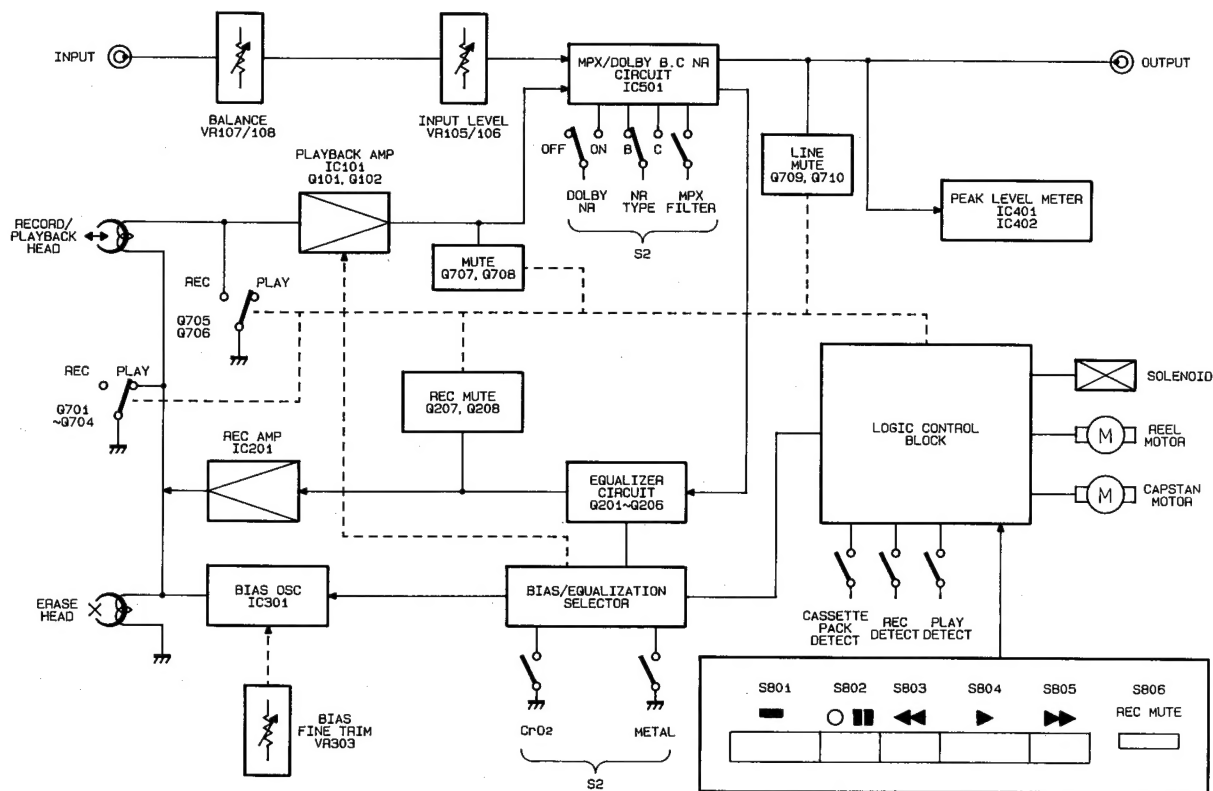 INPUT
BALANCE
VR107/108
INPUT LEVEL
VR105/106
MPX/DOLBY B.C NR
CIRCUIT
IC501
OUTPUT
OFF
ON
B
C
DOLBY
NR
NR
TYPE
MPX
FILTER
S2
LINE
MUTE
Q709, Q710
PEAK LEVEL METER
IC401
IC402
PLAYBACK AMP
IC101
Q101, Q102
RECORD/
PLAYBACK
HEAD
MUTE
Q707, Q708
REC
PLAY
Q705
Q706
REC
PLAY
Q701
~Q704
REC MUTE
Q207, Q208
LOGIC CONTROL
BLOCK
SOLENOID
M
REEL
MOTOR
M
CAPSTAN
MOTOR
REC AMP
IC201
EQUALIZER
CIRCUIT
Q201~Q206
ERASE
HEAD
BIAS OSC
IC301
BIAS/EQUALIZATION
SELECTOR
CASSETTE
PACK
DETECT
REC
DETECT
PLAY
DETECT
BIAS
FINE TRIM
VR303
CrO2
METAL
S2
S801
S802
S803
S804
S805
S806
REC MUTE